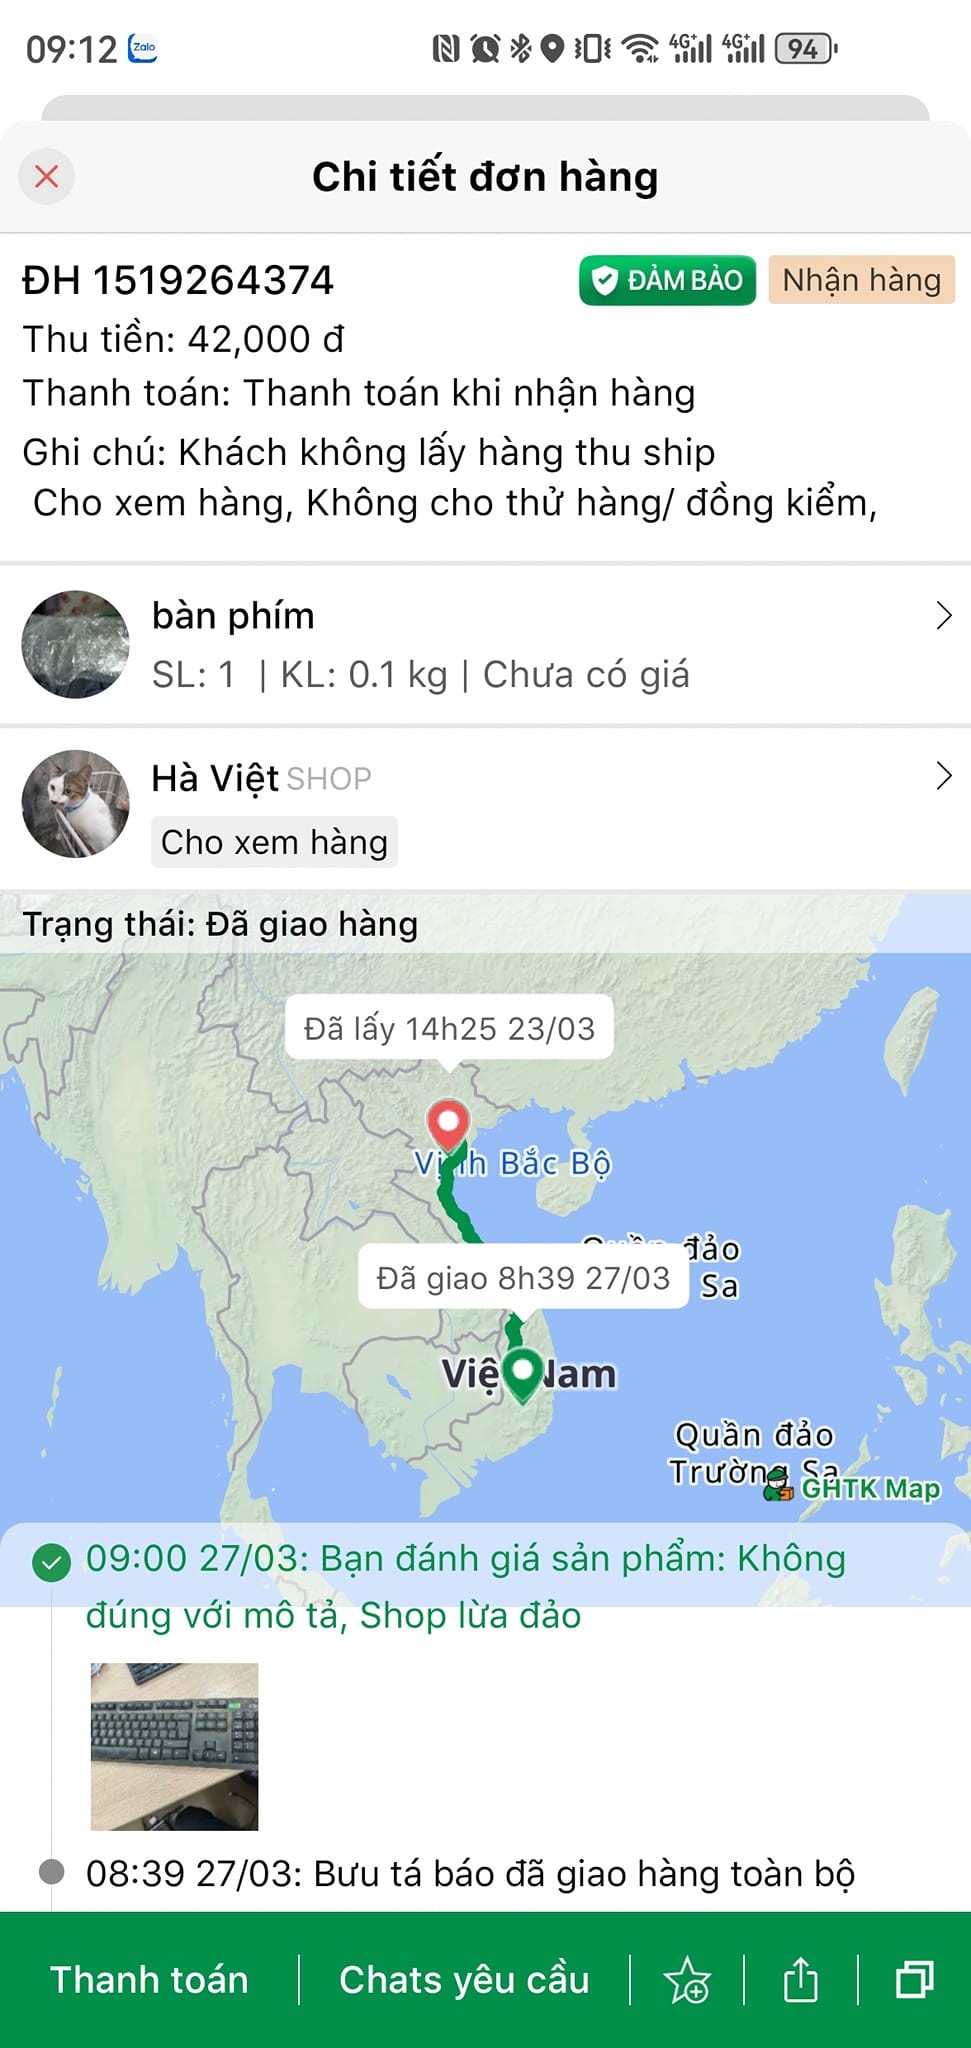 09:12 Zalo 4G+ 4G+ 94
Chi tiết đơn hàng
ĐH 1519264374 ĐẢM BẢO Nhận hàng
Thu tiền: 42,000 đ
Thanh toán: Thanh toán khi nhận hàng
Ghi chú: Khách không lấy hàng thu ship
Cho xem hàng, Không cho thử hàng/ đồng kiểm,
bàn phím
SL: 1 | KL: 0.1 kg | Chưa có giá
Hà Việt SHOP
Cho xem hàng
Trạng thái: Đã giao hàng
Đã lấy 14h25 23/03
Vịnh Bắc Bộ
Quần đảo
Đã giao 8h39 27/03 Sa
Việt Nam
Quần đảo
Trường Sa
GHTK Map
09:00 27/03: Bạn đánh giá sản phẩm: Không
đúng với mô tả, Shop lừa đảo
08:39 27/03: Bưu tá báo đã giao hàng toàn bộ
Thanh toán Chats yêu cầu